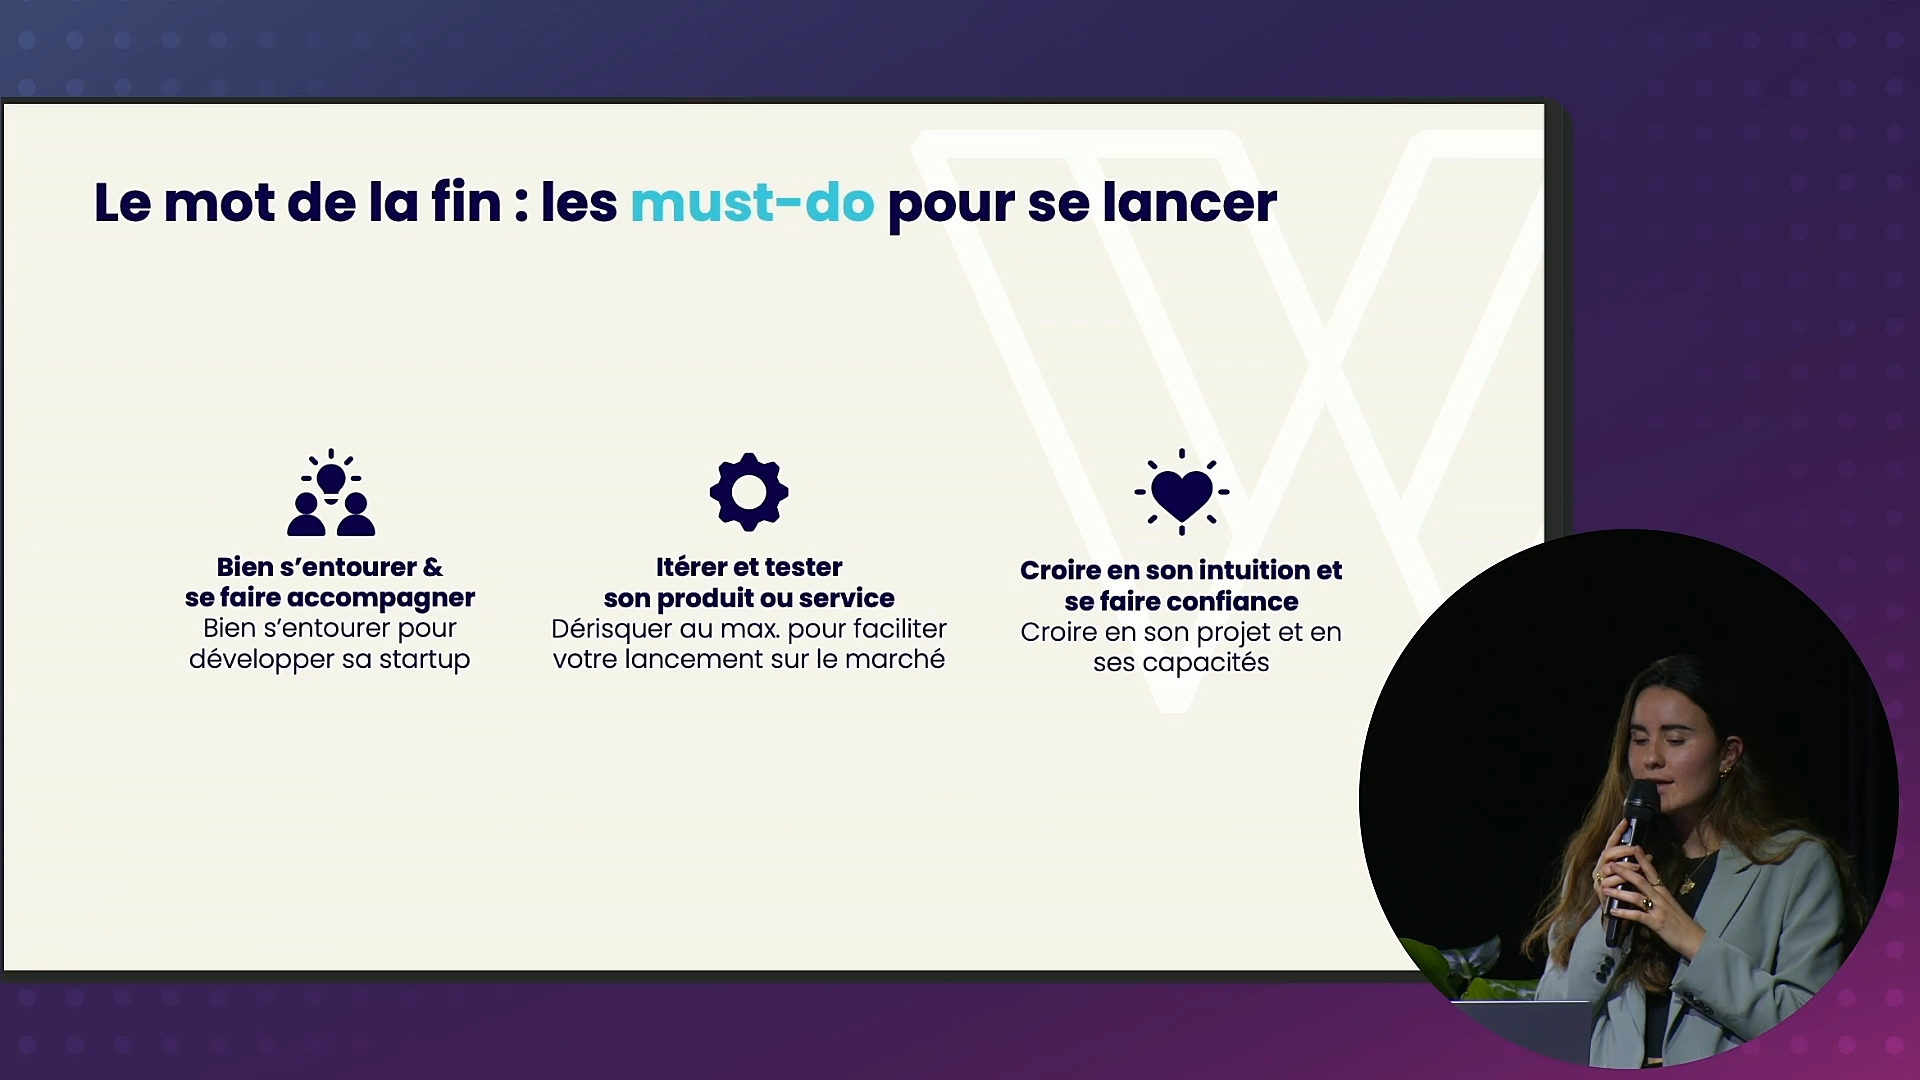 Le mot de la fin : les must-do pour se lancer
Bien s’entourer &
se faire accompagner
Bien s’entourer pour
développer sa startup
Itérer et tester
son produit ou service
Dérisquer au max. pour faciliter
votre lancement sur le marché
Croire en son intuition et
se faire confiance
Croire en son projet et en
ses capacités